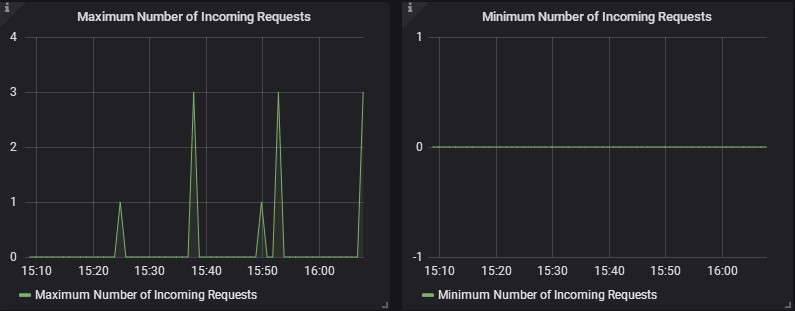 i
Maximum Number of Incoming Requests
4
3
2
1
0
15:10 15:20 15:30 15:40 15:50 16:00
Maximum Number of Incoming Requests
i
Minimum Number of Incoming Requests
1
0
-1
15:10 15:20 15:30 15:40 15:50 16:00
Minimum Number of Incoming Requests